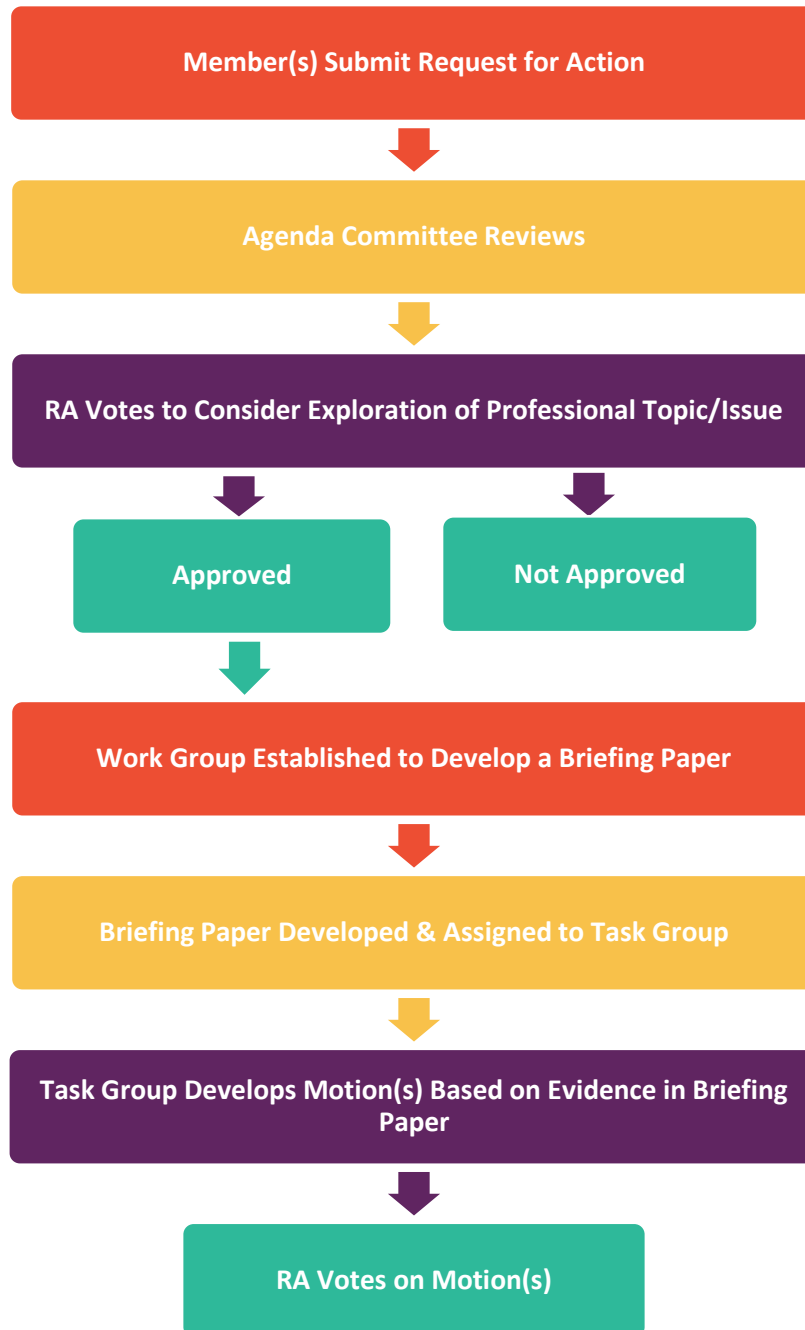 Member(s) Submit Request for Action
Agenda Committee Reviews
RA Votes to Consider Exploration of Professional Topic/Issue
Approved
Not Approved
Work Group Established to Develop a Briefing Paper
Briefing Paper Developed & Assigned to Task Group
Task Group Develops Motion(s) Based on Evidence in Briefing
Paper
RA Votes on Motion(s)